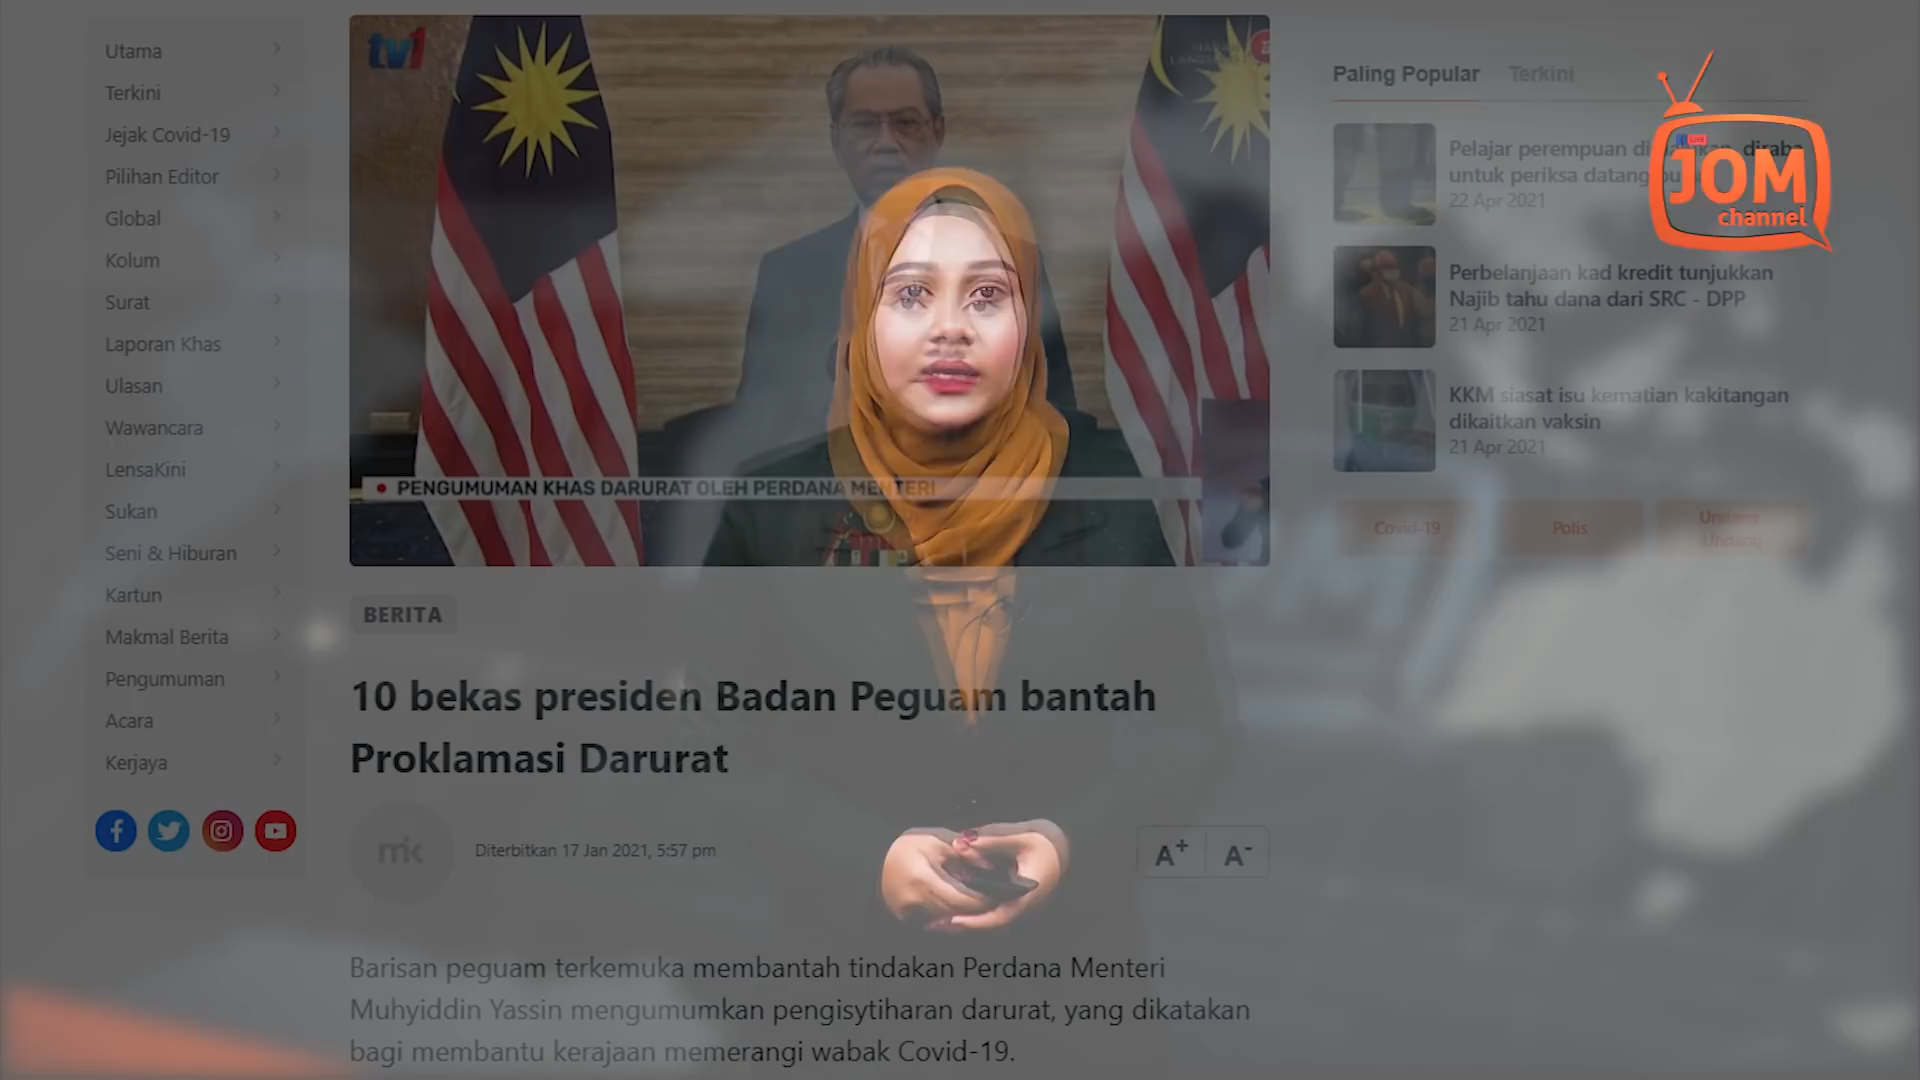 Utama
Terkini
Jejak Covid-19
Pilihan Editor
Global
Kolum
Surat
Laporan Khas
Ulasan
Wawancara
LensaKini
Sukan
Seni & Hiburan
Kartun
Makmal Berita
Pengumuman
Acara
Kerjaya
tv1
PENGUMUMAN KHAS DARURAT OLEH PERDANA MENTERI
BERITA
10 bekas presiden Badan Peguam bantah
Proklamasi Darurat
mk
Diterbitkan 17 Jan 2021, 5:57 pm
A+ A-
Barisan peguam terkemuka membantah tindakan Perdana Menteri
Muhyiddin Yassin mengumumkan pengisytiharan darurat, yang dikatakan
bagi membantu kerajaan memerangi wabak Covid-19.
Paling Popular Terkini
Pelajar perempuan diraba
untuk periksa datang
22 Apr 2021
Perbelanjaan kad kredit tunjukkan
Najib tahu dana dari SRC - DPP
21 Apr 2021
KKM siasat isu kematian kakitangan
dikaitkan vaksin
21 Apr 2021
Covid-19 Polis
LIVE
JOM
channel